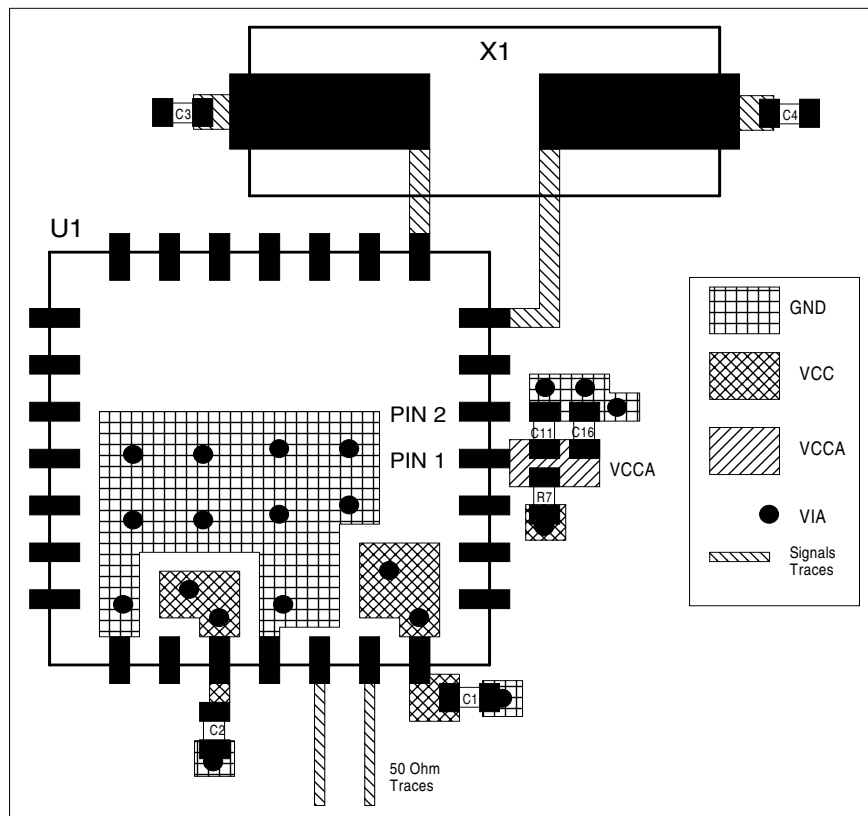 X1
C3
C4
U1
GND
VCC
PIN 2
C11
C16
PIN 1
VCCA
VCCA
R7
VIA
Signals
Traces
C1
C2
50 Ohm
Traces